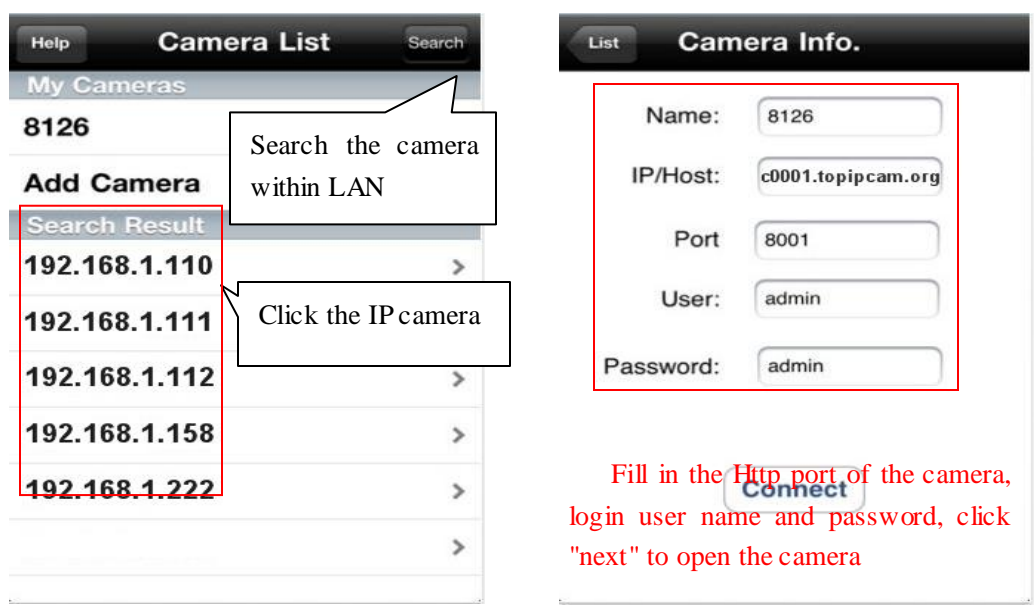 Help Camera List Search
My Cameras
8126
Search the camera
within LAN
Add Camera
Search Result
192.168.1.110
Click the IP camera
192.168.1.111
192.168.1.112
192.168.1.158
192.168.1.222
List Camera Info.
Name: 8126
IP/Host: c0001.topipcam.org
Port 8001
User: admin
Password: admin
Connect
Fill in the Http port of the camera,
login user name and password, click
"next" to open the camera